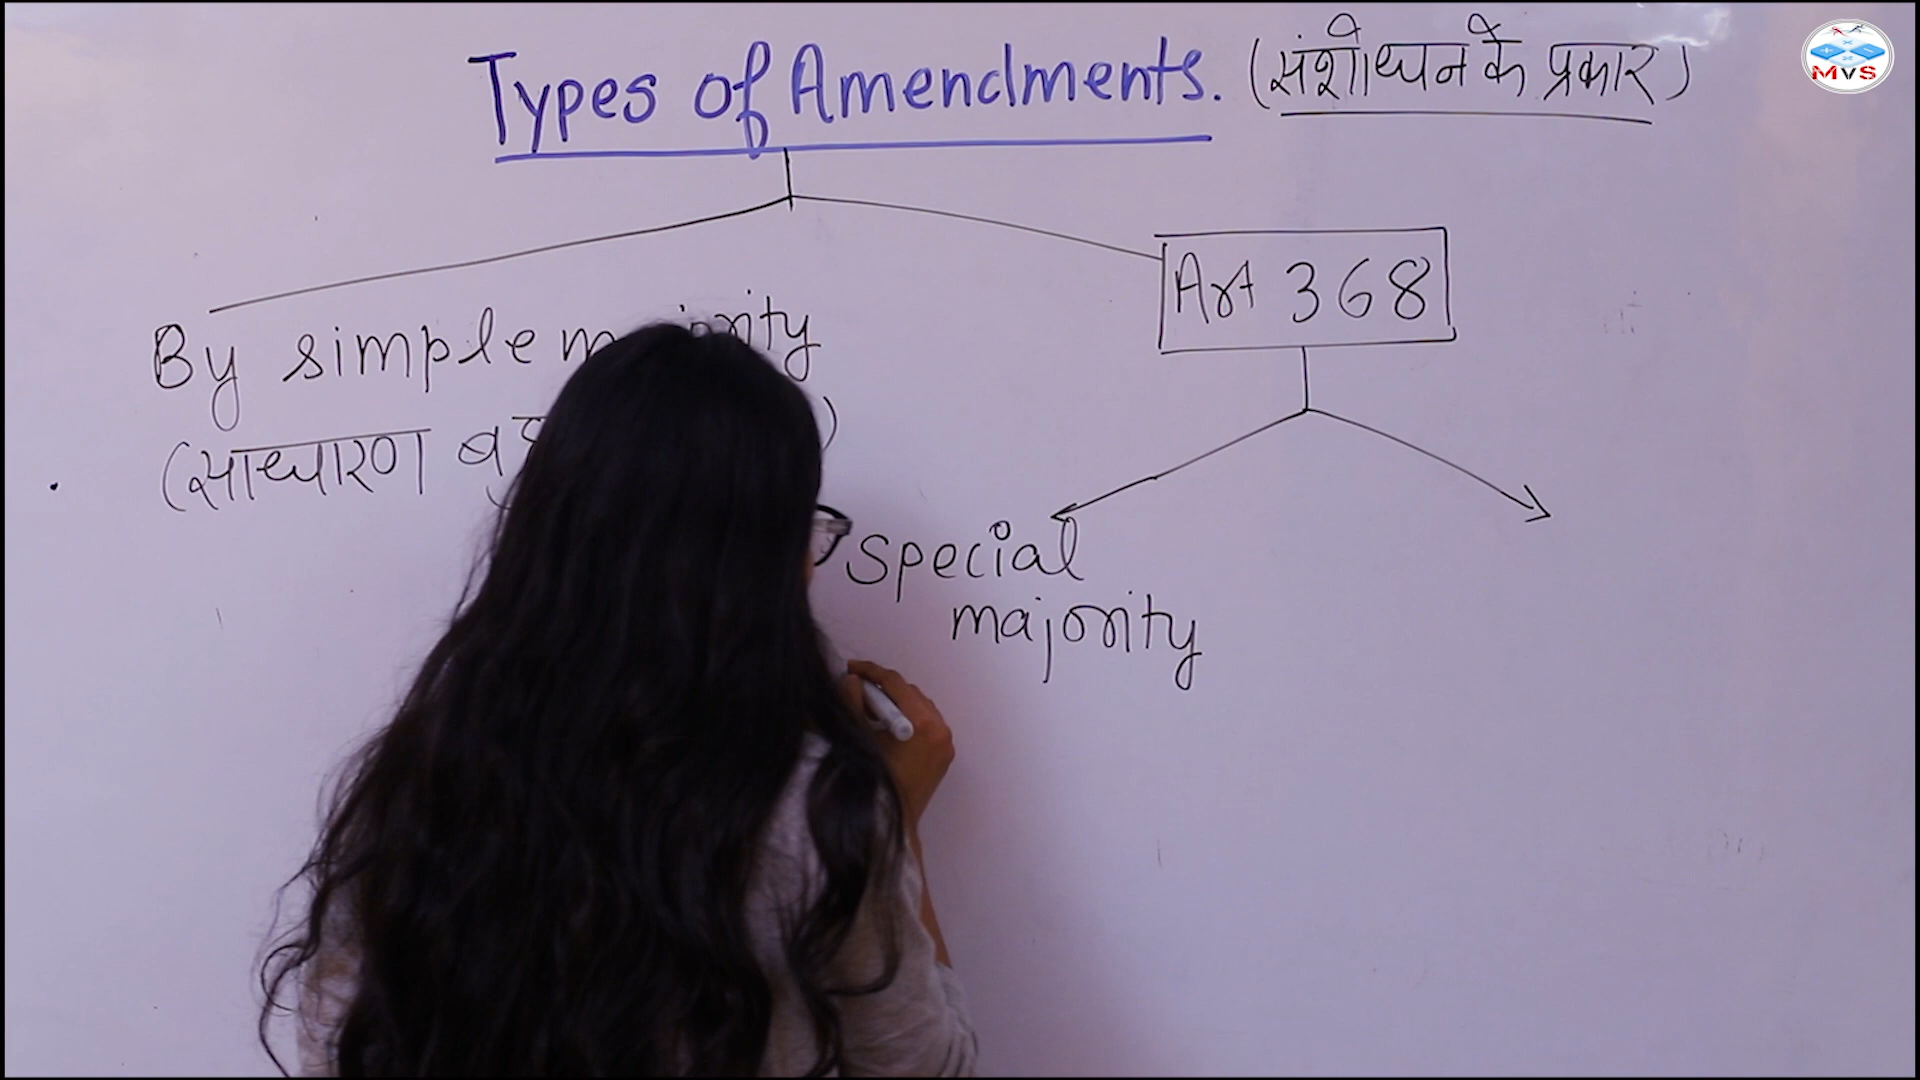 Types of Amendments. (संशोधन के प्रकार)
MVS
Art 368
By simple
(साधारण
Special
majority